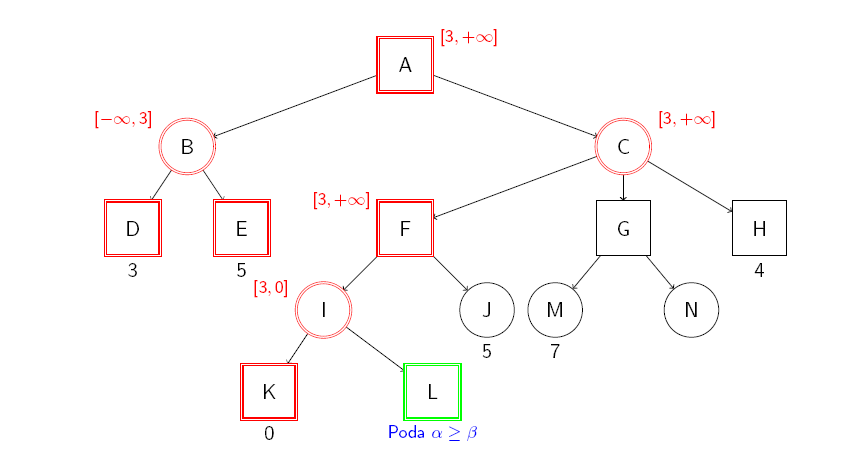 [3, +∞]
A
[−∞, 3]
[3, +∞]
B
C
[3, +∞]
D
E
F
G
H
3
5
4
[3, 0]
I
J
M
N
5
7
K
L
0
Poda α ≥ β